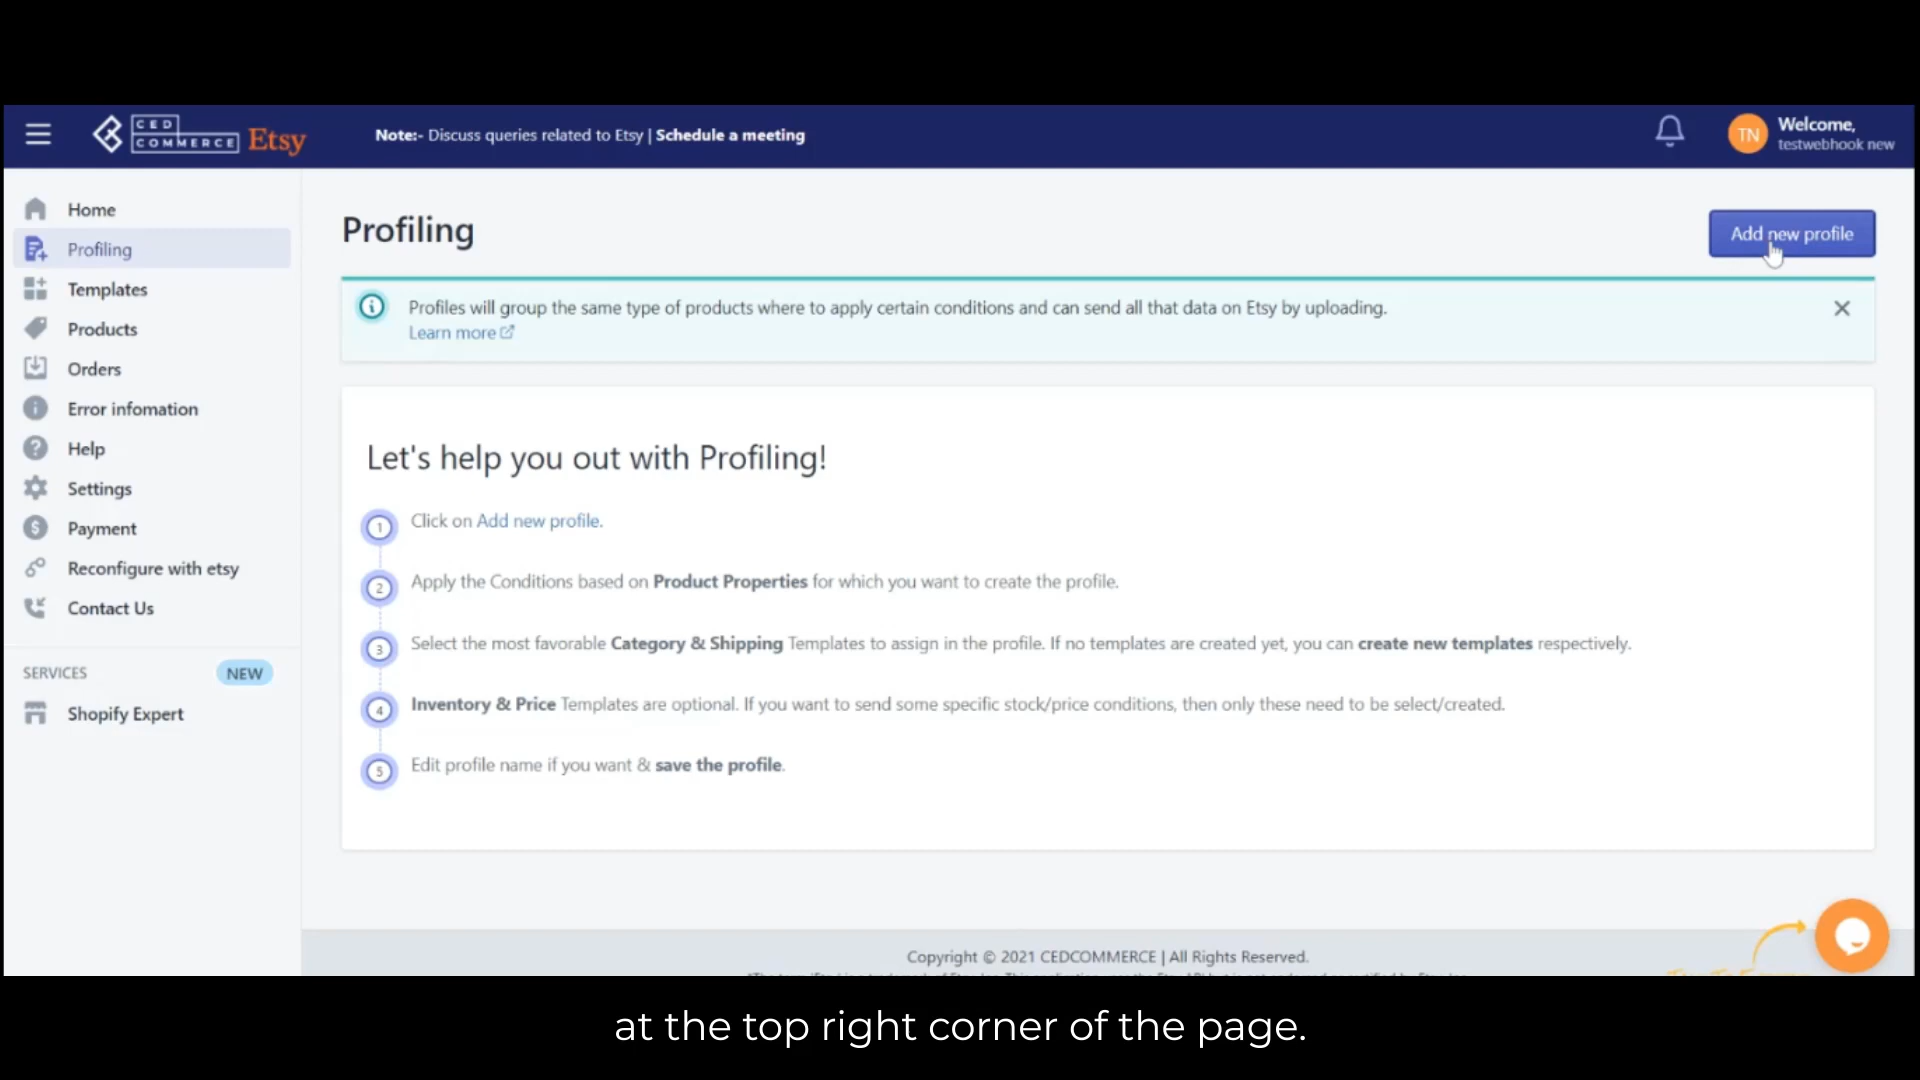 CED
COMMERCE
Etsy
Note:- Discuss queries related to Etsy | Schedule a meeting
TN
Welcome,
testwebhook new
Home
Profiling
Templates
Products
Orders
Error infomation
Help
Settings
Payment
Reconfigure with etsy
Contact Us
SERVICES
NEW
Shopify Expert
Profiling
Add new profile
Profiles will group the same type of products where to apply certain conditions and can send all that data on Etsy by uploading.
Learn more
Let's help you out with Profiling!
1 Click on Add new profile.
2 Apply the Conditions based on Product Properties for which you want to create the profile.
3 Select the most favorable Category & Shipping Templates to assign in the profile. If no templates are created yet, you can create new templates respectively.
4 Inventory & Price Templates are optional. If you want to send some specific stock/price conditions, then only these need to be select/created.
5 Edit profile name if you want & save the profile.
Copyright © 2021 CEDCOMMERCE | All Rights Reserved.
at the top right corner of the page.